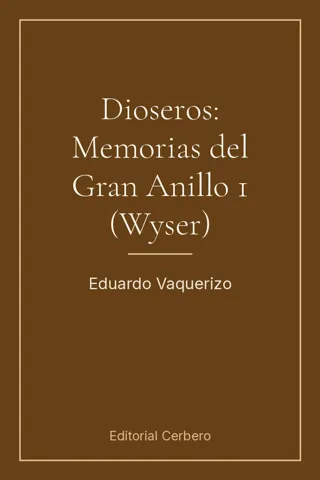 Dioseros:
Memorias del
Gran Anillo 1
(Wyser)
Eduardo Vaquerizo
Editorial Cerbero